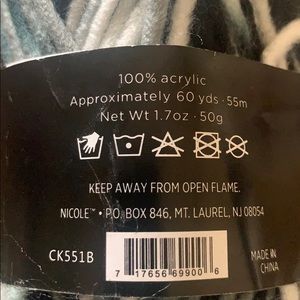 100% acrylic
Approximately 60 yds · 55m
Net Wt 1.7oz · 50g
KEEP AWAY FROM OPEN FLAME.
NICOLE™ • P.O. BOX 846, MT. LAUREL, NJ 08054
CK551B
7 17656 69900 6
MADE IN
CHINA